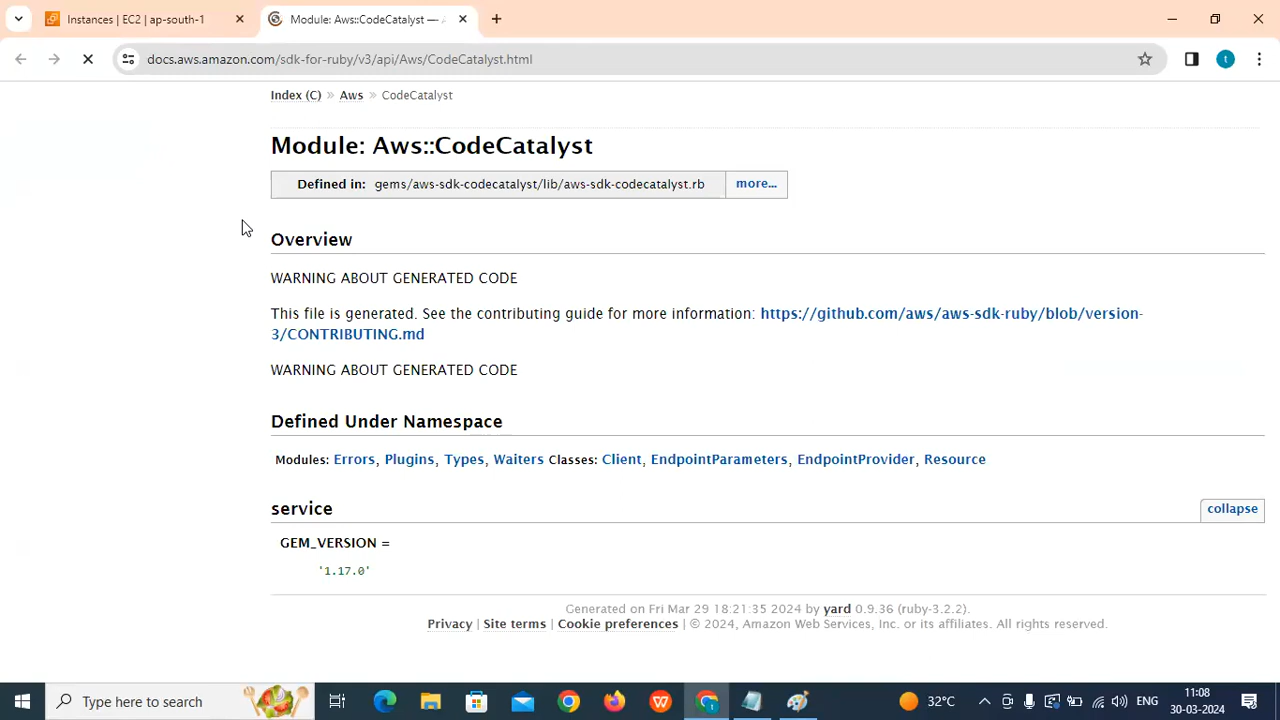 Instances | EC2 | ap-south-1
Module: Aws::CodeCatalyst —
docs.aws.amazon.com/sdk-for-ruby/v3/api/Aws/CodeCatalyst.html
t
Index (C) » Aws » CodeCatalyst
Module: Aws::CodeCatalyst
Defined in: gems/aws-sdk-codecatalyst/lib/aws-sdk-codecatalyst.rb more...
Overview
WARNING ABOUT GENERATED CODE
This file is generated. See the contributing guide for more information: https://github.com/aws/aws-sdk-ruby/blob/version-
3/CONTRIBUTING.md
WARNING ABOUT GENERATED CODE
Defined Under Namespace
Modules: Errors, Plugins, Types, Waiters Classes: Client, EndpointParameters, EndpointProvider, Resource
service
collapse
GEM_VERSION =
'1.17.0'
Generated on Fri Mar 29 18:21:35 2024 by yard 0.9.36 (ruby-3.2.2).
Privacy | Site terms | Cookie preferences | © 2024, Amazon Web Services, Inc. or its affiliates. All rights reserved.
Type here to search
32°C
ENG
11:08
30-03-2024